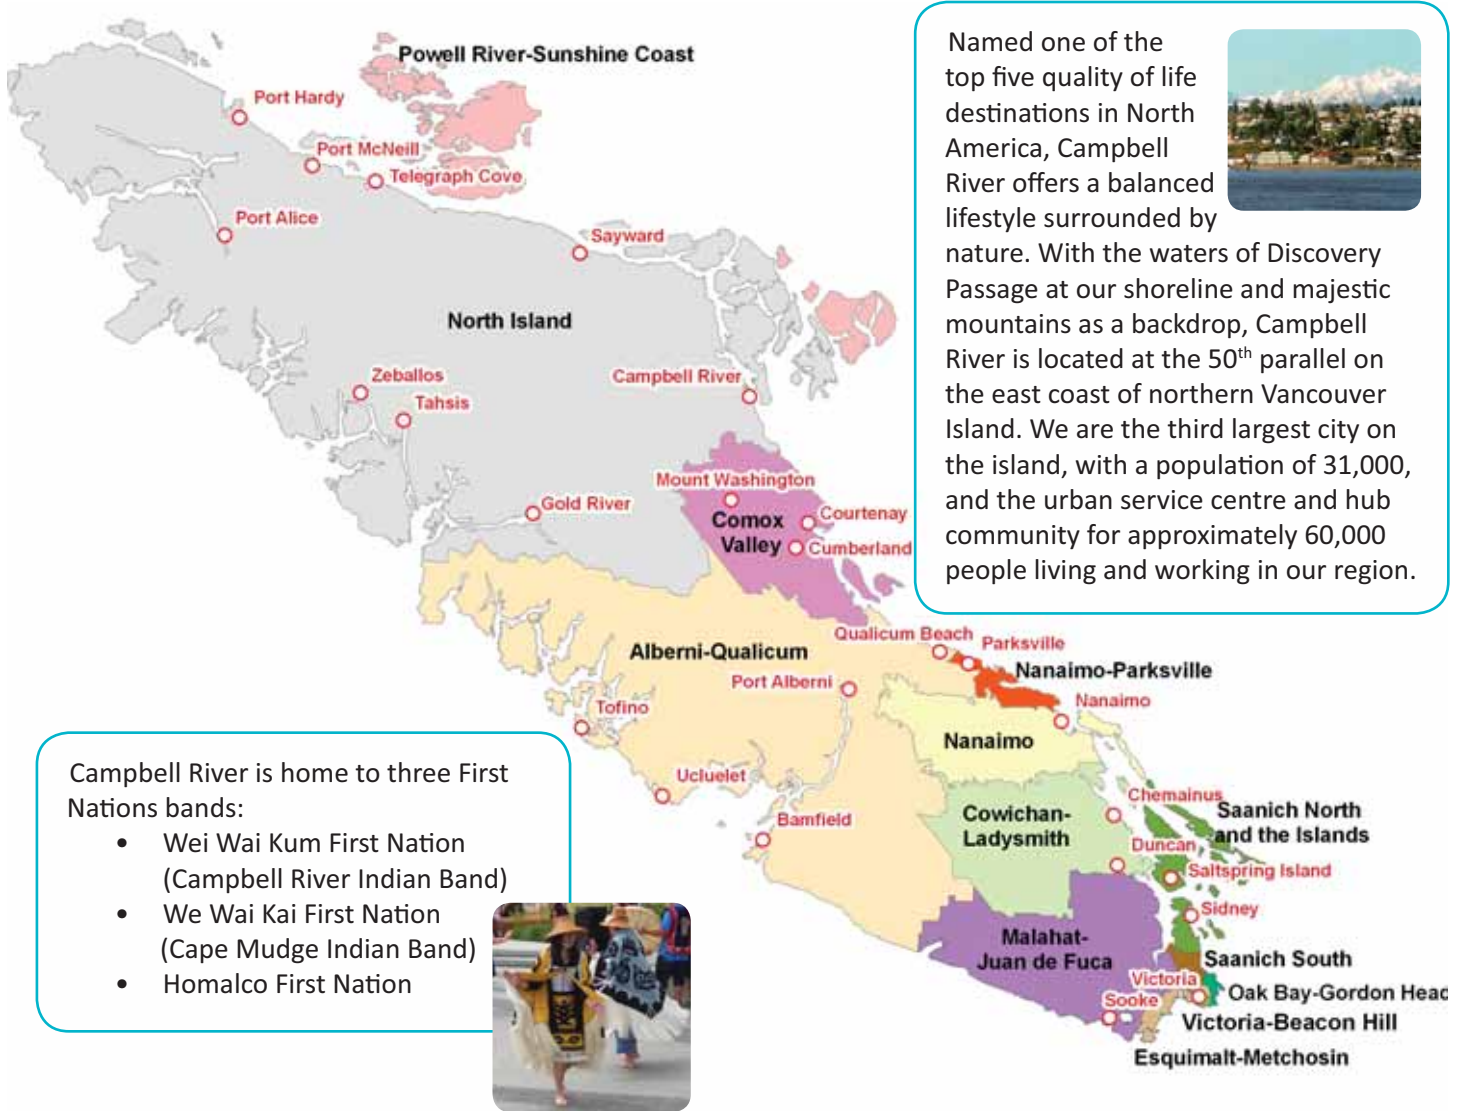 Powell River-Sunshine Coast
Port Hardy
Port McNeill
Telegraph Cove
Port Alice
Sayward
North Island
Zeballos
Tahsis
Campbell River
Gold River
Mount Washington
Comox
Valley
Courtenay
Cumberland
Named one of the
top five quality of life
destinations in North
America, Campbell
River offers a balanced
lifestyle surrounded by
nature. With the waters of Discovery
Passage at our shoreline and majestic
mountains as a backdrop, Campbell
River is located at the 50th parallel on
the east coast of northern Vancouver
Island. We are the third largest city on
the island, with a population of 31,000,
and the urban service centre and hub
community for approximately 60,000
people living and working in our region.
Qualicum Beach
Parksville
Alberni-Qualicum
Nanaimo-Parksville
Port Alberni
Nanaimo
Tofino
Nanaimo
Ucluelet
Bamfield
Chemainus
Cowichan-
Ladysmith
Saanich North
and the Islands
Duncan
Saltspring Island
Sidney
Malahat-
Juan de Fuca
Saanich South
Victoria
Oak Bay-Gordon Head
Sooke
Victoria-Beacon Hill
Esquimalt-Metchosin
Campbell River is home to three First
Nations bands:
• Wei Wai Kum First Nation
(Campbell River Indian Band)
• We Wai Kai First Nation
(Cape Mudge Indian Band)
• Homalco First Nation